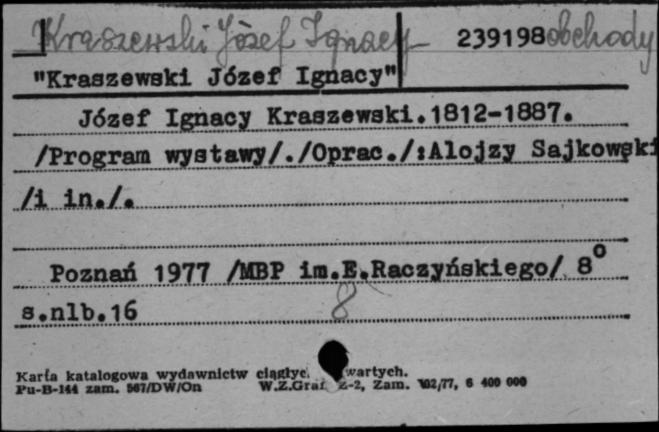 Kraszewski Józef Ignacy 239198 obchody
"Kraszewski Józef Ignacy"
Józef Ignacy Kraszewski.1812-1887.
/Program wystawy/./Oprac./:Alojzy Sajkowski
/i in./.
Poznań 1977 /MBP im.E.Raczyńskiego/ 8°
s.nlb.16 8
Karta katalogowa wydawnictw
Pu-B-144 zam. 567/DW/On W.Z.Graf. Z-2, Zam. 102/77, 6 400 000